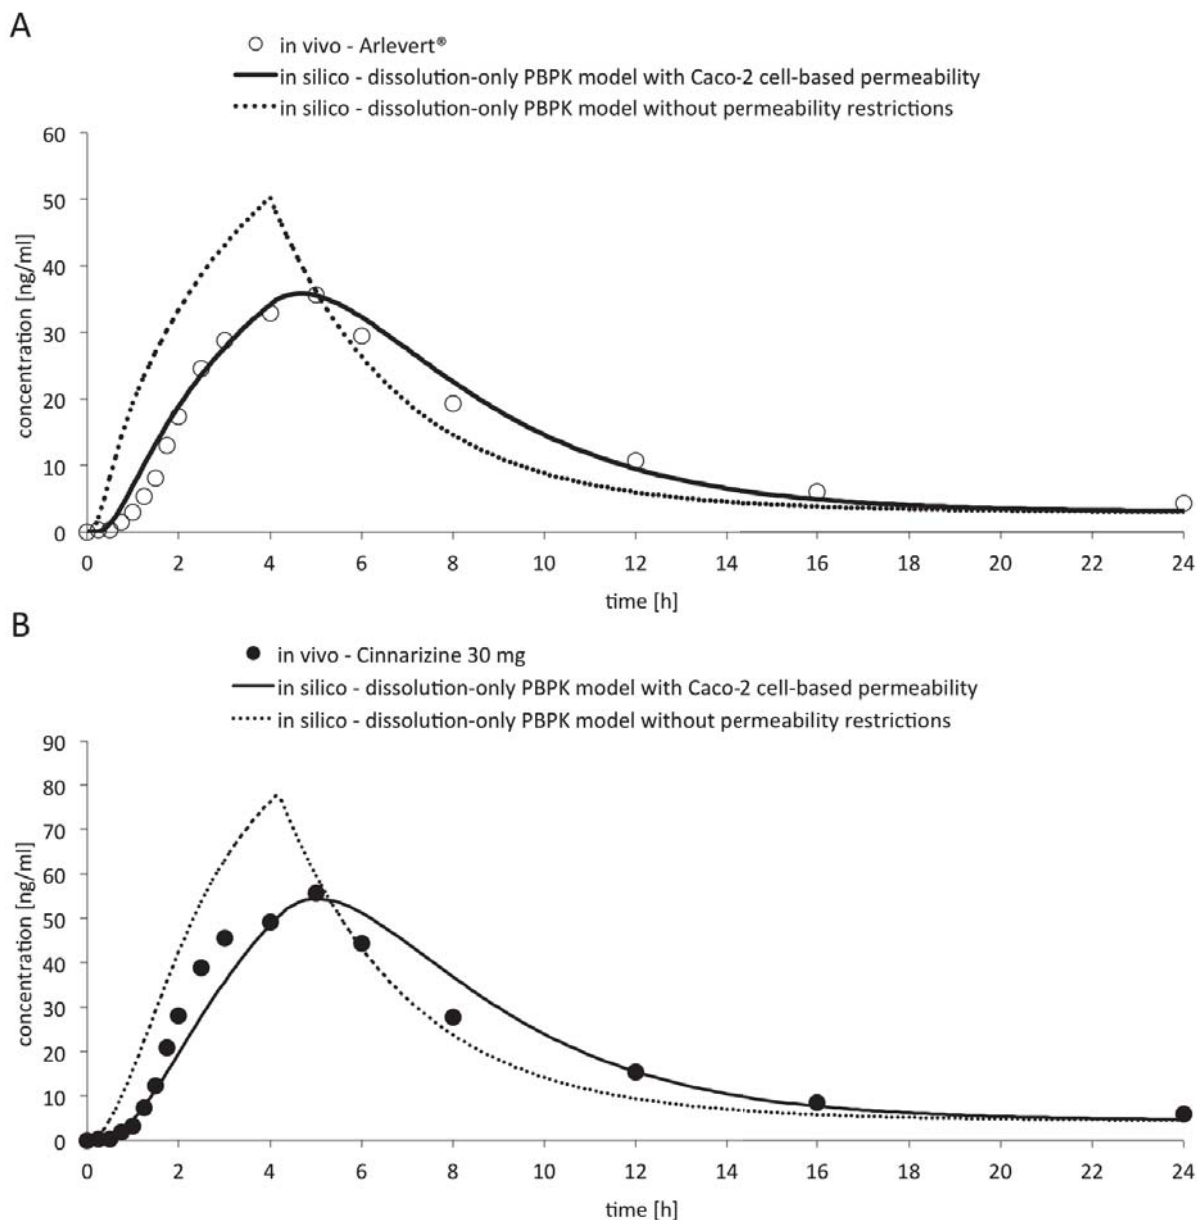 A
in vivo - Arlevert®
in silico - dissolution-only PBPK model with Caco-2 cell-based permeability
in silico - dissolution-only PBPK model without permeability restrictions
60
50
40
30
20
10
0
concentration [ng/ml]
0 2 4 6 8 10 12 14 16 18 20 22 24
time [h]
B
in vivo - Cinnarizine 30 mg
in silico - dissolution-only PBPK model with Caco-2 cell-based permeability
in silico - dissolution-only PBPK model without permeability restrictions
90
80
70
60
50
40
30
20
10
0
concentration [ng/ml]
0 2 4 6 8 10 12 14 16 18 20 22 24
time [h]